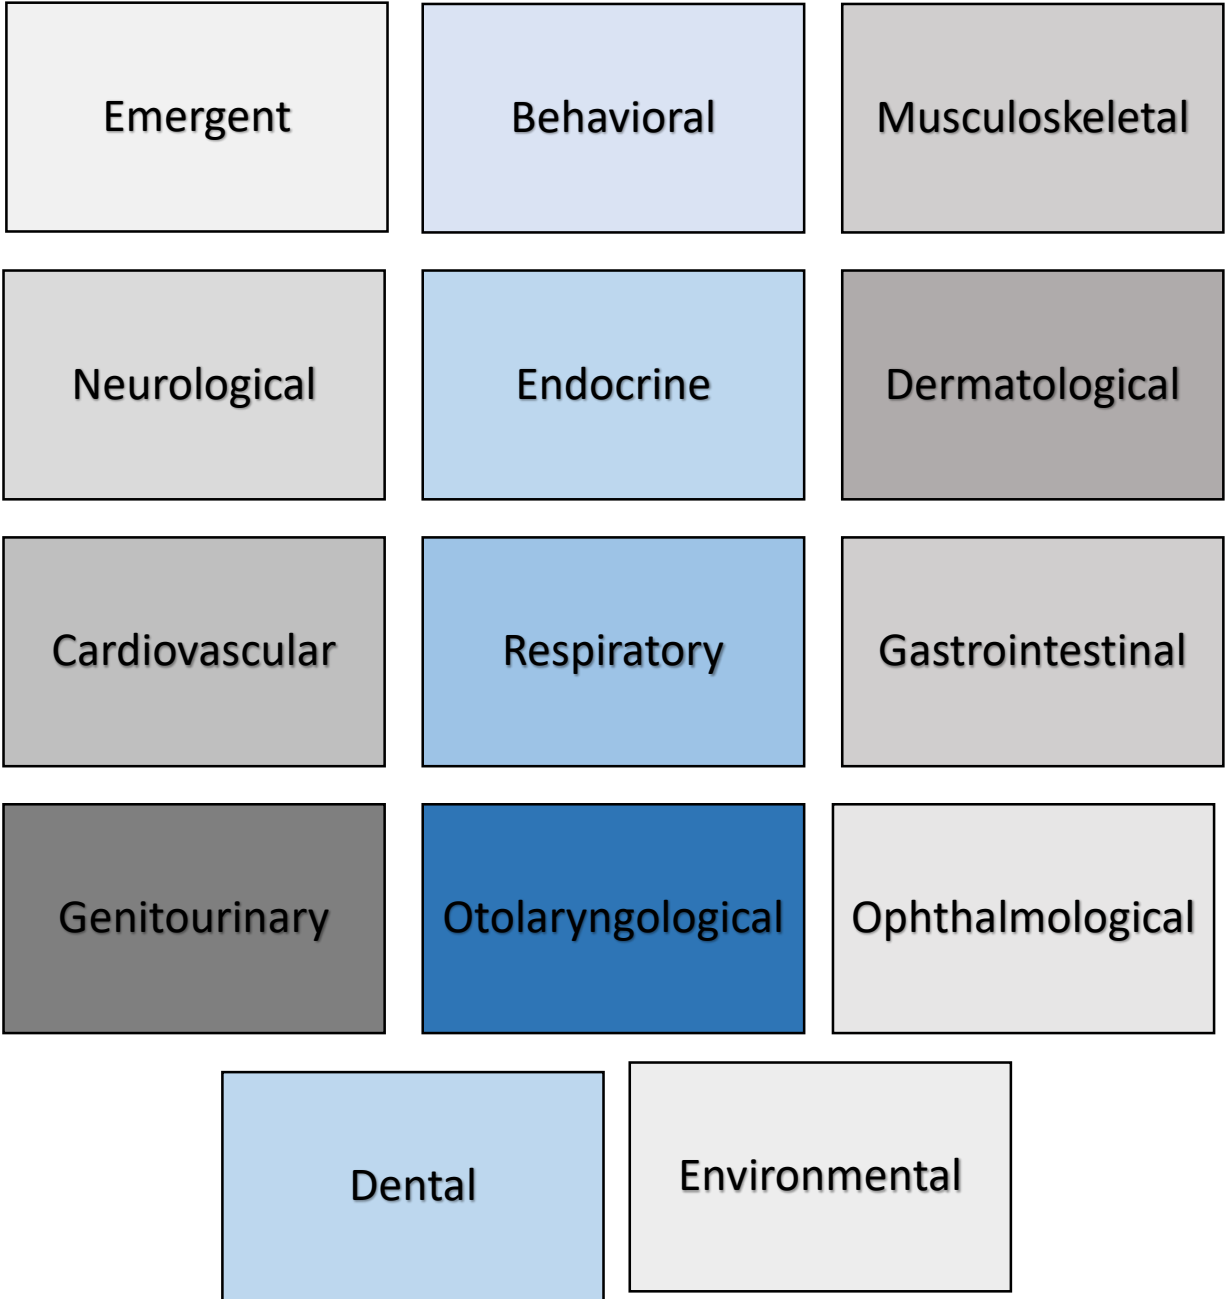 Emergent
Behavioral
Musculoskeletal
Neurological
Endocrine
Dermatological
Cardiovascular
Respiratory
Gastrointestinal
Genitourinary
Otolaryngological
Ophthalmological
Dental
Environmental